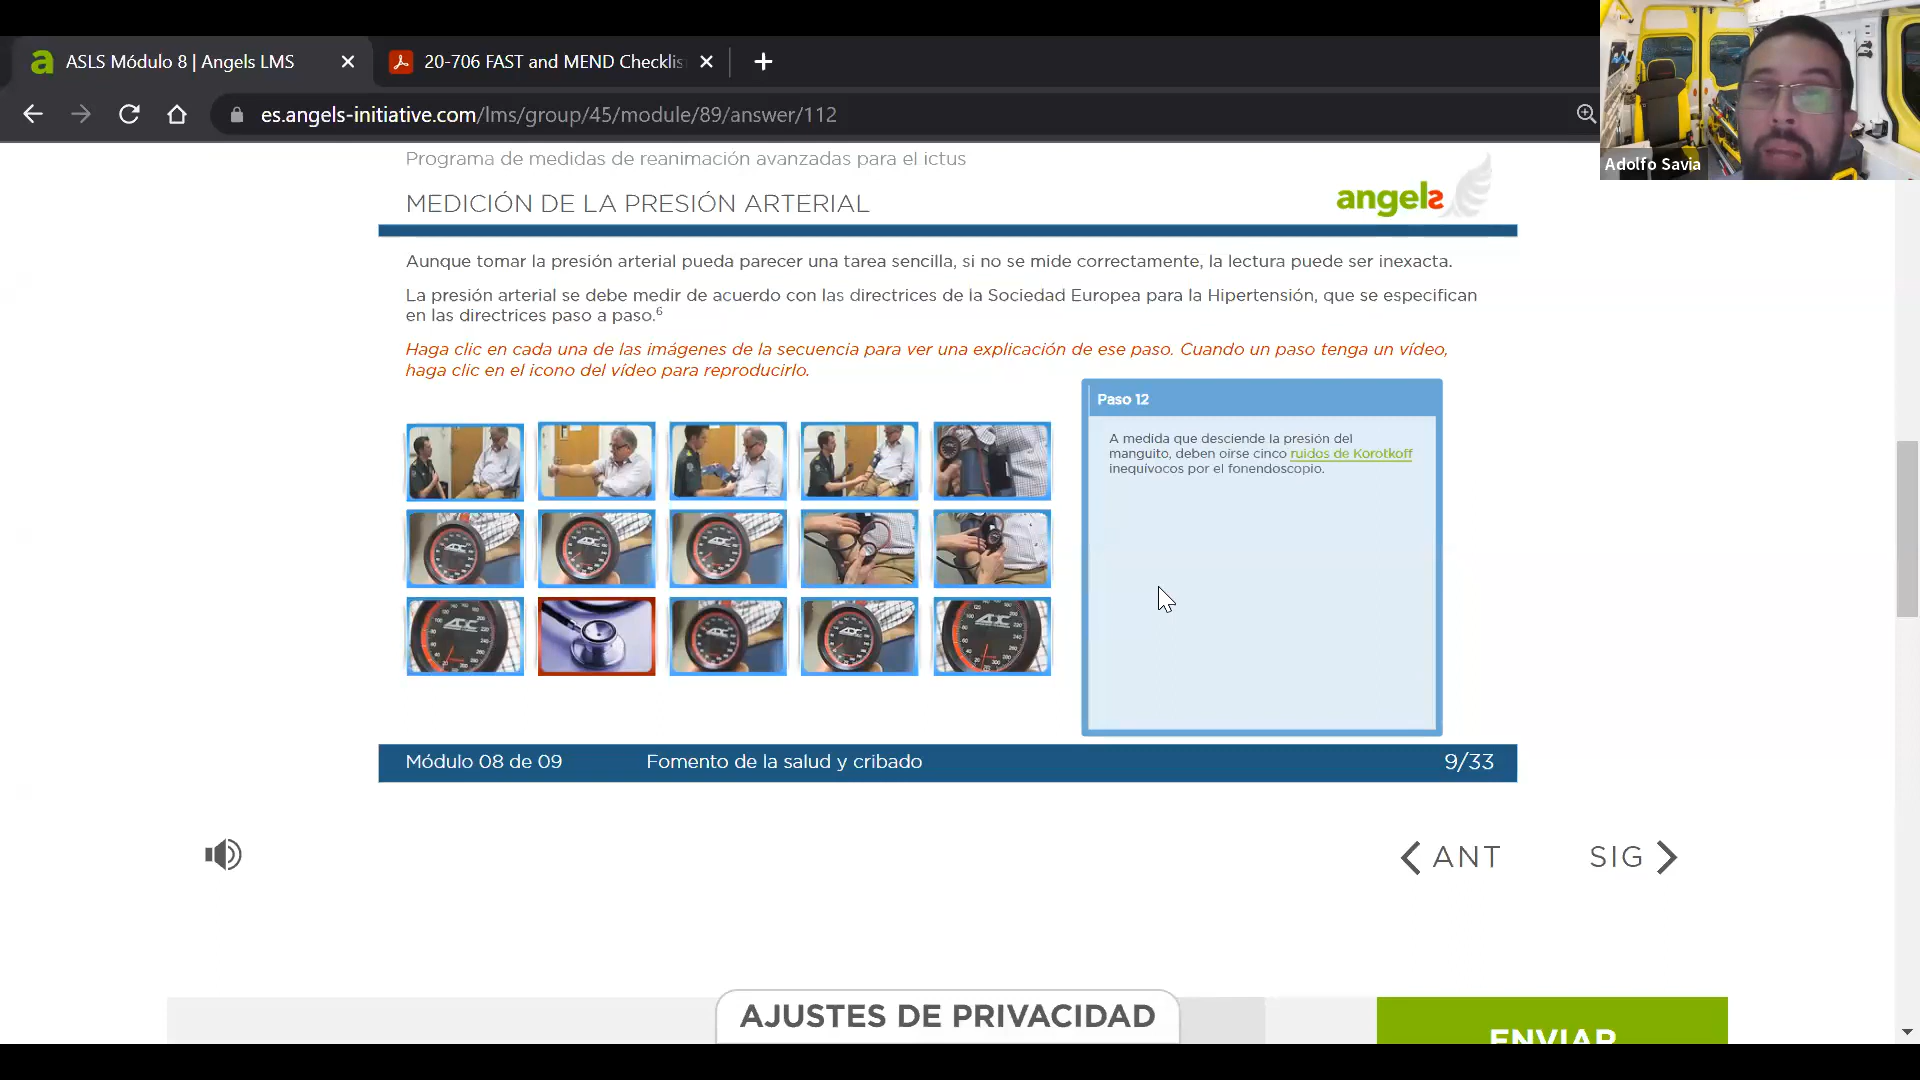 ASLS Módulo 8 | Angels LMS
20-706 FAST and MEND Checklis
es.angels-initiative.com/lms/group/45/module/89/answer/112
Adolfo Savia
Programa de medidas de reanimación avanzadas para el ictus
MEDICIÓN DE LA PRESIÓN ARTERIAL
angels
Aunque tomar la presión arterial pueda parecer una tarea sencilla, si no se mide correctamente, la lectura puede ser inexacta.
La presión arterial se debe medir de acuerdo con las directrices de la Sociedad Europea para la Hipertensión, que se especifican
en las directrices paso a paso.⁶
Haga clic en cada una de las imágenes de la secuencia para ver una explicación de ese paso. Cuando un paso tenga un vídeo,
haga clic en el icono del vídeo para reproducirlo.
Paso 12
A medida que desciende la presión del
manguito, deben oírse cinco ruidos de Korotkoff
inequívocos por el fonendoscopio.
Módulo 08 de 09 Fomento de la salud y cribado 9/33
ANT SIG
AJUSTES DE PRIVACIDAD
ENVIAR